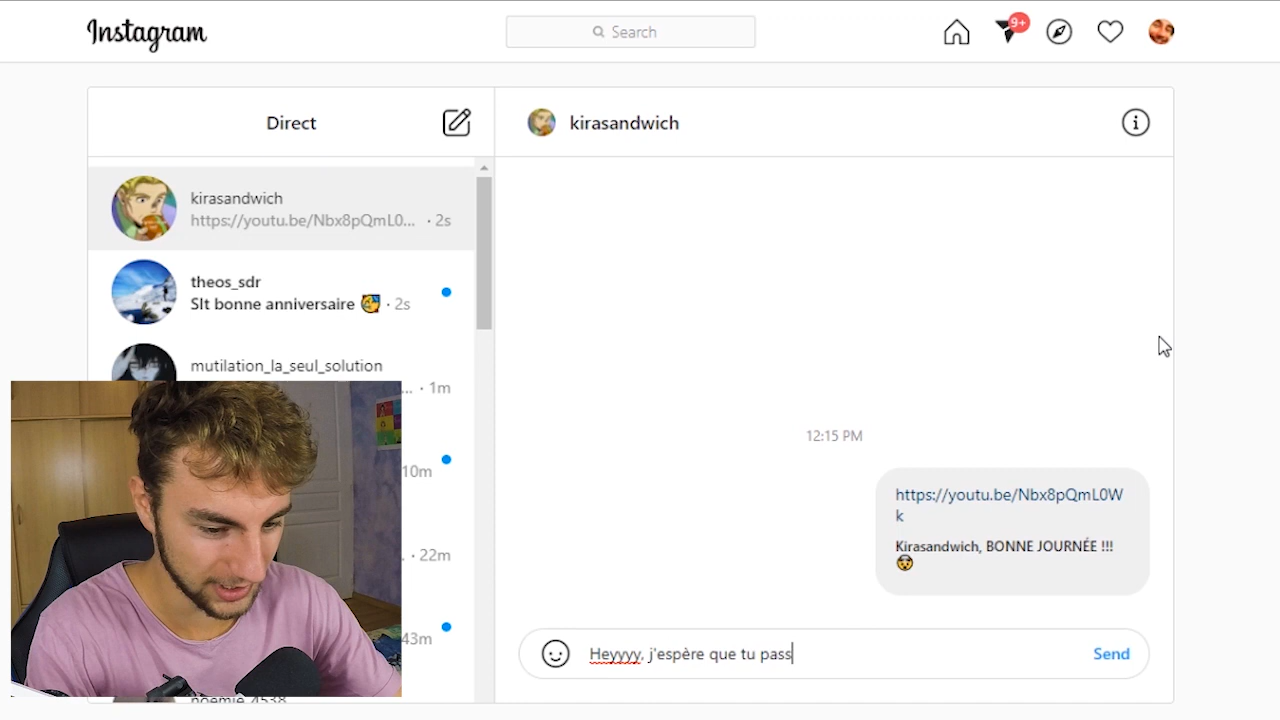 Instagram
Search
9+
Direct
kirasandwich
kirasandwich
https://youtu.be/Nbx8pQmL0... · 2s
theos_sdr
Slt bonne anniversaire 🥳 · 2s
mutilation_la_seul_solution
... · 1m
10m
. · 22m
43m
noemie_4538
12:15 PM
https://youtu.be/Nbx8pQmL0W
k
Kirasandwich, BONNE JOURNÉE !!!
😯
Heyyyy, j'espère que tu pass
Send